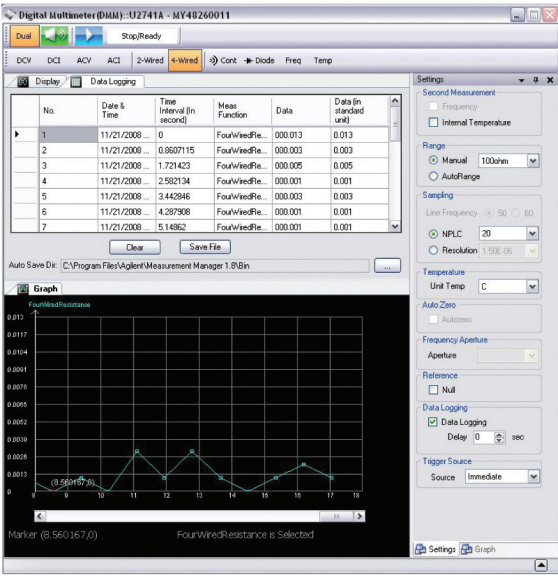 Digital Multimeter (DMM)::U2741A - MY48260011
Dual Stop/Ready
DCV DCI ACV ACI 2-Wired 4-Wired Cont Diode Freq Temp
Display Data Logging
No. Date & Time Time Interval (In second) Meas Function Data Data (in standard unit)
1 11/21/2008 ... 0 FourWiredRe... 000.013 0.013
2 11/21/2008 ... 0.8607115 FourWiredRe... 000.003 0.003
3 11/21/2008 ... 1.721423 FourWiredRe... 000.005 0.005
4 11/21/2008 ... 2.582134 FourWiredRe... 000.001 0.001
5 11/21/2008 ... 3.442846 FourWiredRe... 000.003 0.003
6 11/21/2008 ... 4.287908 FourWiredRe... 000.001 0.001
7 11/21/2008 ... 5.14862 FourWiredRe... 000.001 0.001
Clear Save File
Auto Save Dir: C:\Program Files\Agilent\Measurement Manager 1.8\Bin ...
Graph
FourWiredResistance
0.013
0.0117
0.0104
0.0091
0.0078
0.0065
0.0052
0.0039
0.0026
0.0013
0
(8.560167,0)
8 9 10 11 12 13 14 15 16 17 18
Marker (8.560167,0) FourWiredResistance is Selected
Settings
Second Measurement
Frequency
Internal Temperature
Range
Manual 100ohm
AutoRange
Sampling
Line Frequency 50 60
NPLC 20
Resolution 1.50E-06
Temperature
Unit Temp C
Auto Zero
Autozero
Frequency Aperture
Aperture
Reference
Null
Data Logging
Data Logging
Delay 0 sec
Trigger Source
Source Immediate
Settings Graph